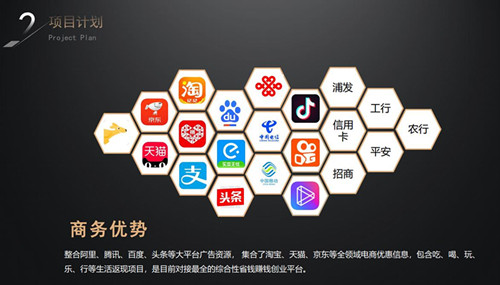 2 项目计划
Project Plan
淘
京东
du
浦发
工行
天猫
中国电信
信用
卡
农行
支
平安
头条
中国移动
招商
商务优势
整合阿里、腾讯、百度、头条等大平台广告资源，集合了淘宝、天猫、京东等全领域电商优惠信息，包含吃、喝、玩、
乐、行等生活返现项目，是目前对接最全的综合性省钱赚钱创业平台。